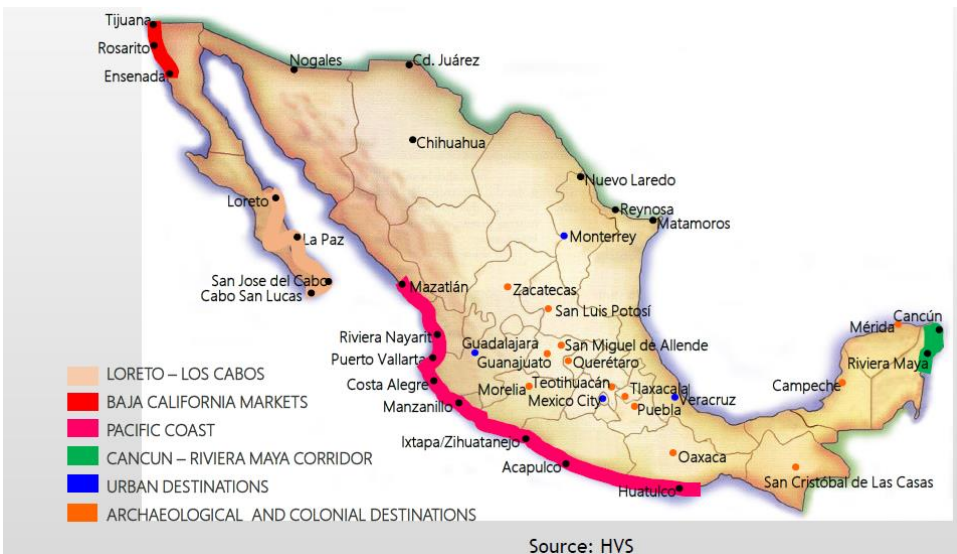 Tijuana
Rosarito
Ensenada
Nogales
Cd. Juárez
Chihuahua
Nuevo Laredo
Reynosa
Matamoros
Monterrey
Loreto
La Paz
San Jose del Cabo
Cabo San Lucas
Mazatlán
Zacatecas
San Luis Potosí
Riviera Nayarit
Guadalajara
San Miguel de Allende
Puerto Vallarta
Guanajuato
Querétaro
Costa Alegre
Morelia
Teotihuacán
Tlaxacala
Manzanillo
Mexico City
Puebla
Veracruz
Ixtapa/Zihuatanejo
Acapulco
Oaxaca
Huatulco
San Cristóbal de Las Casas
Cancún
Mérida
Riviera Maya
Campeche
LORETO – LOS CABOS
BAJA CALIFORNIA MARKETS
PACIFIC COAST
CANCUN – RIVIERA MAYA CORRIDOR
URBAN DESTINATIONS
ARCHAEOLOGICAL AND COLONIAL DESTINATIONS
Source: HVS